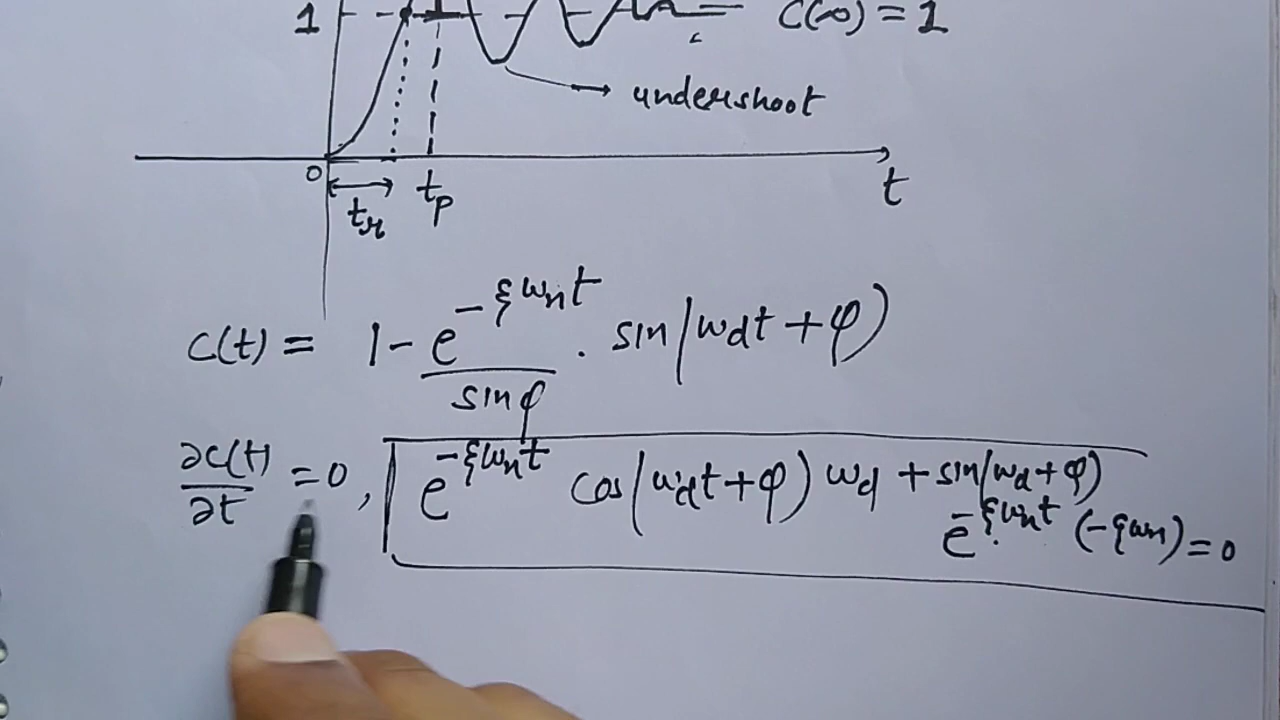 1 C(∞) = 1
undershoot
0
tr tp t
c(t) = 1 - e^{-ξωnt} / sinφ . sin(ωdt + φ)
∂c(t)/∂t = 0, e^{-ξωnt} cos(ωdt + φ) ωd + sin(ωd + φ)
e^{-ξωnt} (-ξωn) = 0